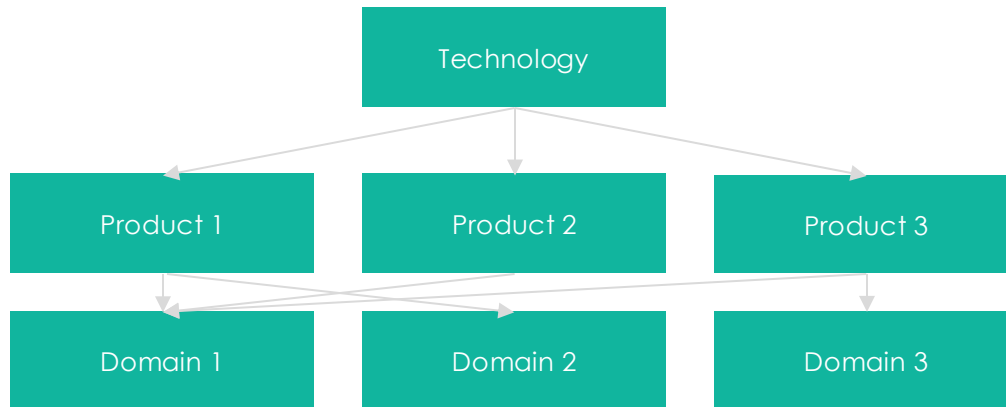 Technology
Product 1
Product 2
Product 3
Domain 1
Domain 2
Domain 3